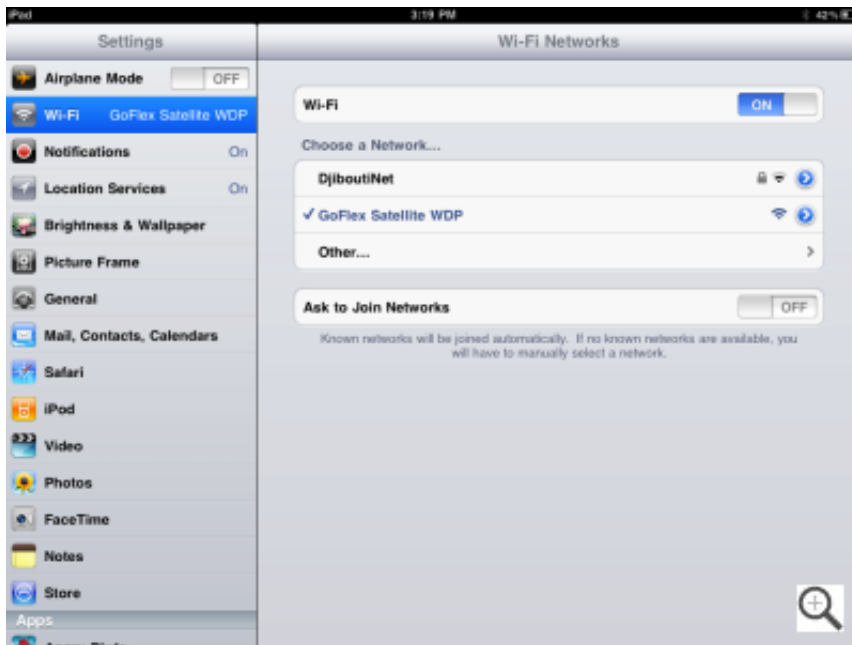 iPad 3:19 PM 42%
Settings
Wi-Fi Networks
Airplane Mode OFF
Wi-Fi GoFlex Satellite WDP
Notifications On
Location Services On
Brightness & Wallpaper
Picture Frame
General
Mail, Contacts, Calendars
Safari
iPod
Video
Photos
FaceTime
Notes
Store
Apps
Angry Birds
Wi-Fi ON
Choose a Network...
DjiboutiNet
✓ GoFlex Satellite WDP
Other...
Ask to Join Networks OFF
Known networks will be joined automatically. If no known networks are available, you
will have to manually select a network.